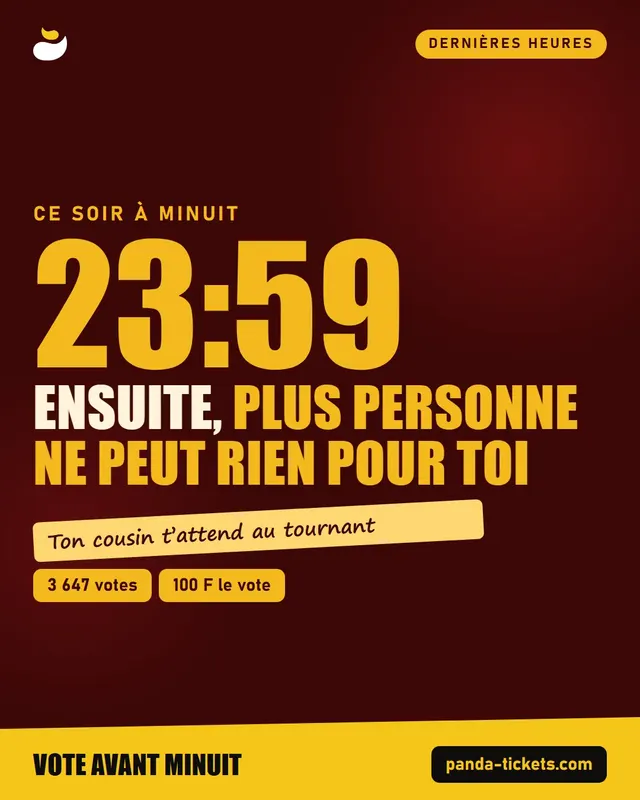 DERNIÈRES HEURES
CE SOIR À MINUIT
23:59
ENSUITE, PLUS PERSONNE
NE PEUT RIEN POUR TOI
Ton cousin t'attend au tournant
3 647 votes
100 F le vote
VOTE AVANT MINUIT
panda-tickets.com